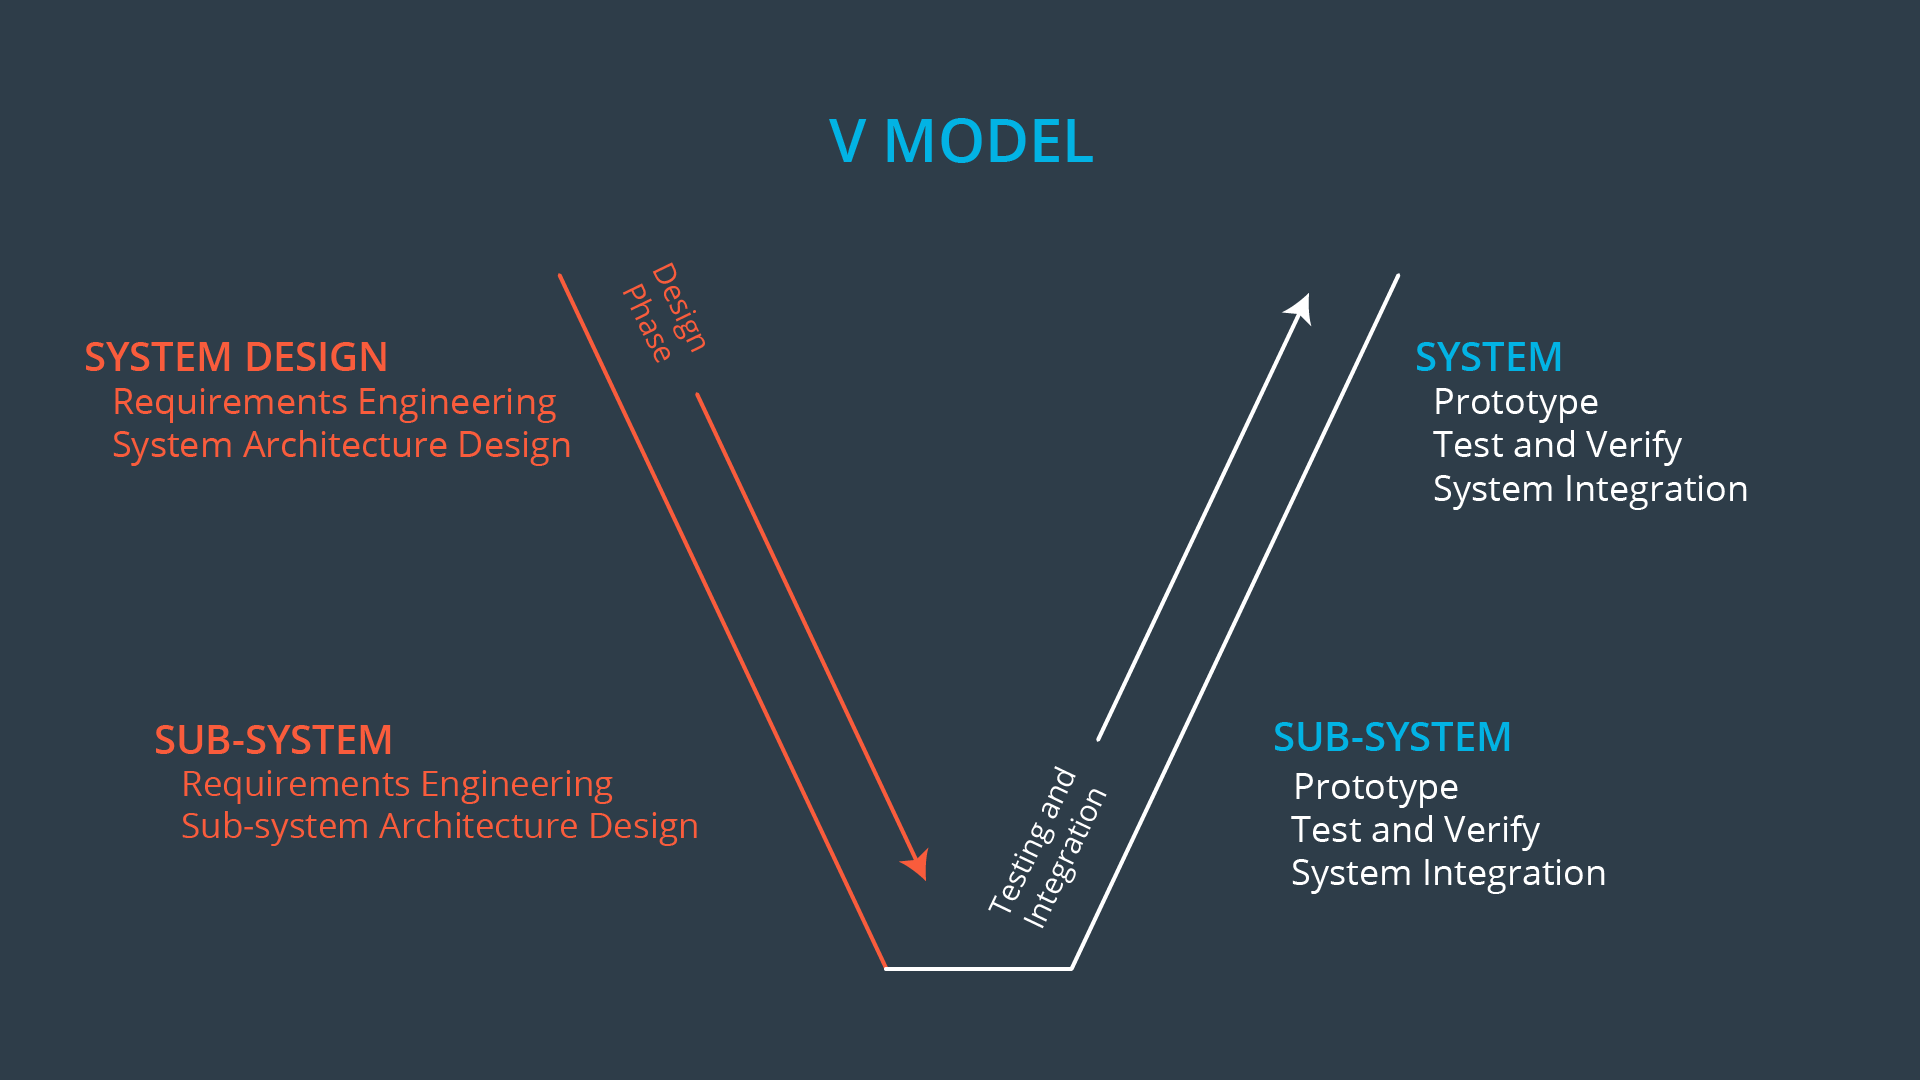 V MODEL
Design
Phase
SYSTEM DESIGN
Requirements Engineering
System Architecture Design
SYSTEM
Prototype
Test and Verify
System Integration
SUB-SYSTEM
Requirements Engineering
Sub-system Architecture Design
Testing and
Integration
SUB-SYSTEM
Prototype
Test and Verify
System Integration